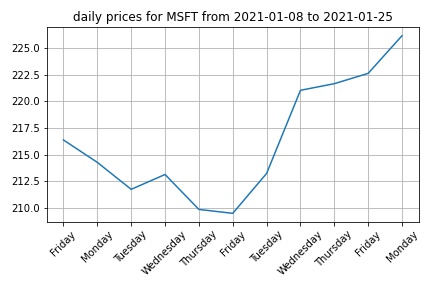 daily prices for MSFT from 2021-01-08 to 2021-01-25
225.0
222.5
220.0
217.5
215.0
212.5
210.0
Friday
Monday
Tuesday
Wednesday
Thursday
Friday
Tuesday
Wednesday
Thursday
Friday
Monday